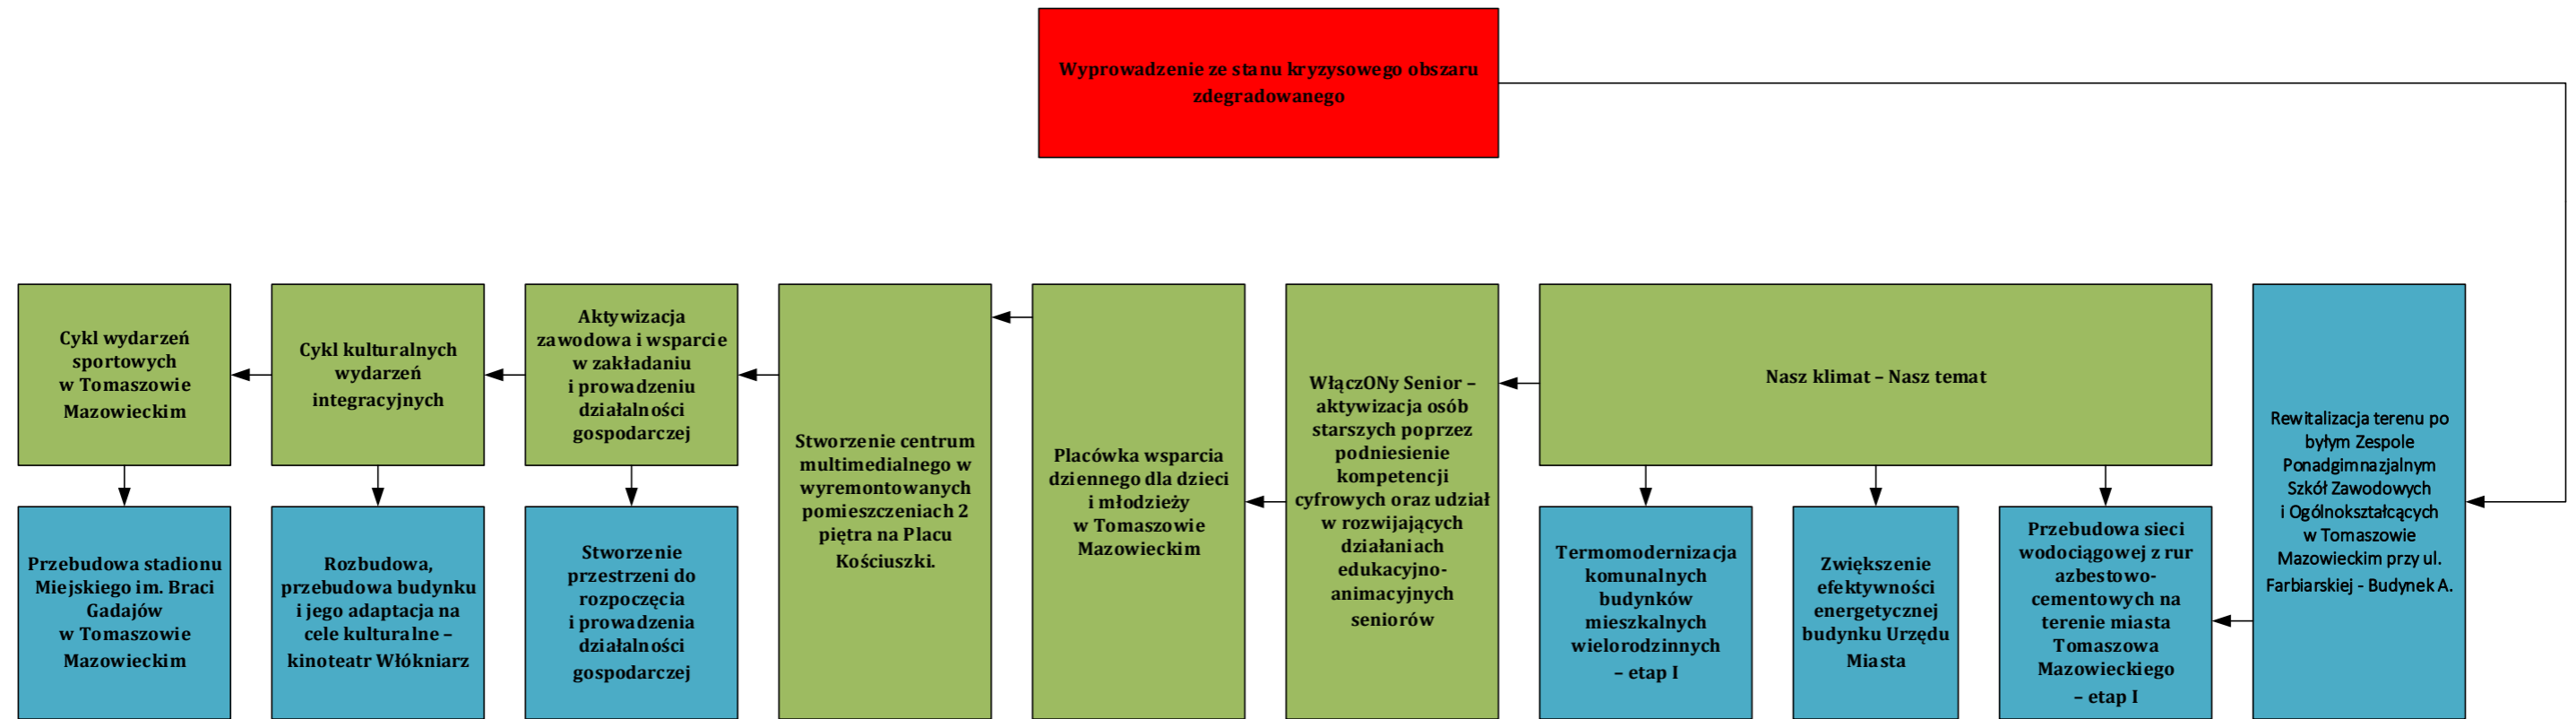 Wyprowadzenie ze stanu kryzysowego obszaru
zdegradowanego
Cykl wydarzeń
sportowych
w Tomaszowie
Mazowieckim
Cykl kulturalnych
wydarzeń
integracyjnych
Aktywizacja
zawodowa i wsparcie
w zakładaniu
i prowadzeniu
działalności
gospodarczej
Stworzenie centrum
multimedialnego w
wyremontowanych
pomieszczeniach 2
piętra na Placu
Kościuszki.
Placówka wsparcia
dziennego dla dzieci
i młodzieży
w Tomaszowie
Mazowieckim
WłączONy Senior –
aktywizacja osób
starszych poprzez
podniesienie
kompetencji
cyfrowych oraz udział
w rozwijających
działaniach
edukacyjno-
animacyjnych
seniorów
Nasz klimat – Nasz temat
Rewitalizacja terenu po
byłym Zespole
Ponadgimnazjalnym
Szkół Zawodowych
i Ogólnokształcących
w Tomaszowie
Mazowieckim przy ul.
Farbiarskiej - Budynek A.
Przebudowa stadionu
Miejskiego im. Braci
Gadajów
w Tomaszowie
Mazowieckim
Rozbudowa,
przebudowa budynku
i jego adaptacja na
cele kulturalne –
kinoteatr Włókniarz
Stworzenie
przestrzeni do
rozpoczęcia
i prowadzenia
działalności
gospodarczej
Termomodernizacja
komunalnych
budynków
mieszkalnych
wielorodzinnych
– etap I
Zwiększenie
efektywności
energetycznej
budynku Urzędu
Miasta
Przebudowa sieci
wodociągowej z rur
azbestowo-
cementowych na
terenie miasta
Tomaszowa
Mazowieckiego
– etap I